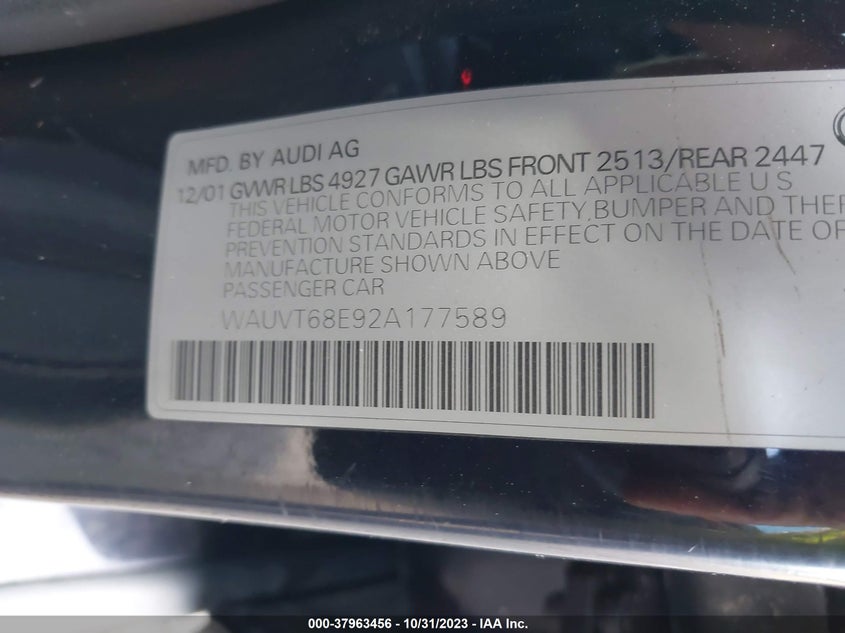 MFD. BY AUDI AG
12/01 GVWR LBS 4927 GAWR LBS FRONT 2513/REAR 2447
THIS VEHICLE CONFORMS TO ALL APPLICABLE U S
FEDERAL MOTOR VEHICLE SAFETY, BUMPER AND THEF
PREVENTION STANDARDS IN EFFECT ON THE DATE OF
MANUFACTURE SHOWN ABOVE
PASSENGER CAR
WAUVT68E92A177589
000-37963456 - 10/31/2023 - IAA Inc.